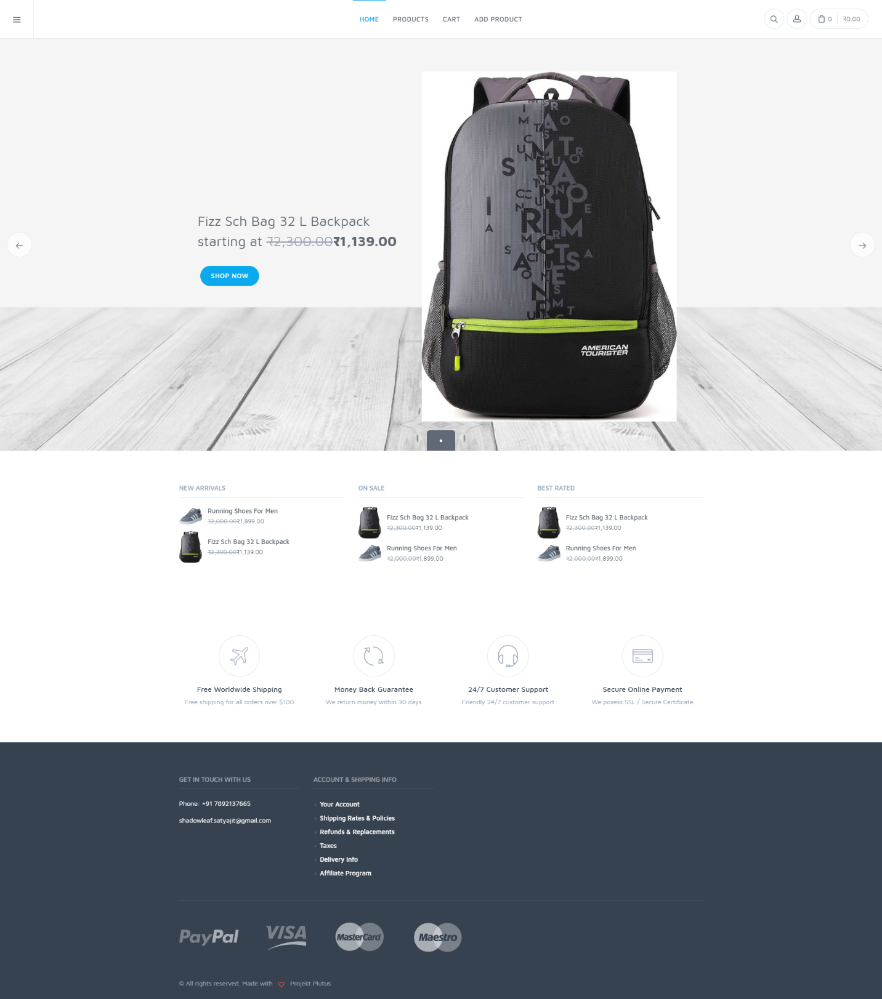 HOME PRODUCTS CART ADD PRODUCT
0 ₹0.00
Fizz Sch Bag 32 L Backpack
starting at ₹2,300.00₹1,139.00
SHOP NOW
AMERICAN
TOURISTER
NEW ARRIVALS
Running Shoes For Men
₹2,000.00₹1,899.00
Fizz Sch Bag 32 L Backpack
₹2,300.00₹1,139.00
ON SALE
Fizz Sch Bag 32 L Backpack
₹2,300.00₹1,139.00
Running Shoes For Men
₹2,000.00₹1,899.00
BEST RATED
Fizz Sch Bag 32 L Backpack
₹2,300.00₹1,139.00
Running Shoes For Men
₹2,000.00₹1,899.00
Free Worldwide Shipping
Free shipping for all orders over $100
Money Back Guarantee
We return money within 30 days
24/7 Customer Support
Friendly 24/7 customer support
Secure Online Payment
We posess SSL / Secure Certificate
GET IN TOUCH WITH US
Phone: +91 7892137665
shadowleaf.satyajit@gmail.com
ACCOUNT & SHIPPING INFO
Your Account
Shipping Rates & Policies
Refunds & Replacements
Taxes
Delivery Info
Affiliate Program
PayPal VISA MasterCard Maestro
© All rights reserved. Made with Projekt Plutus